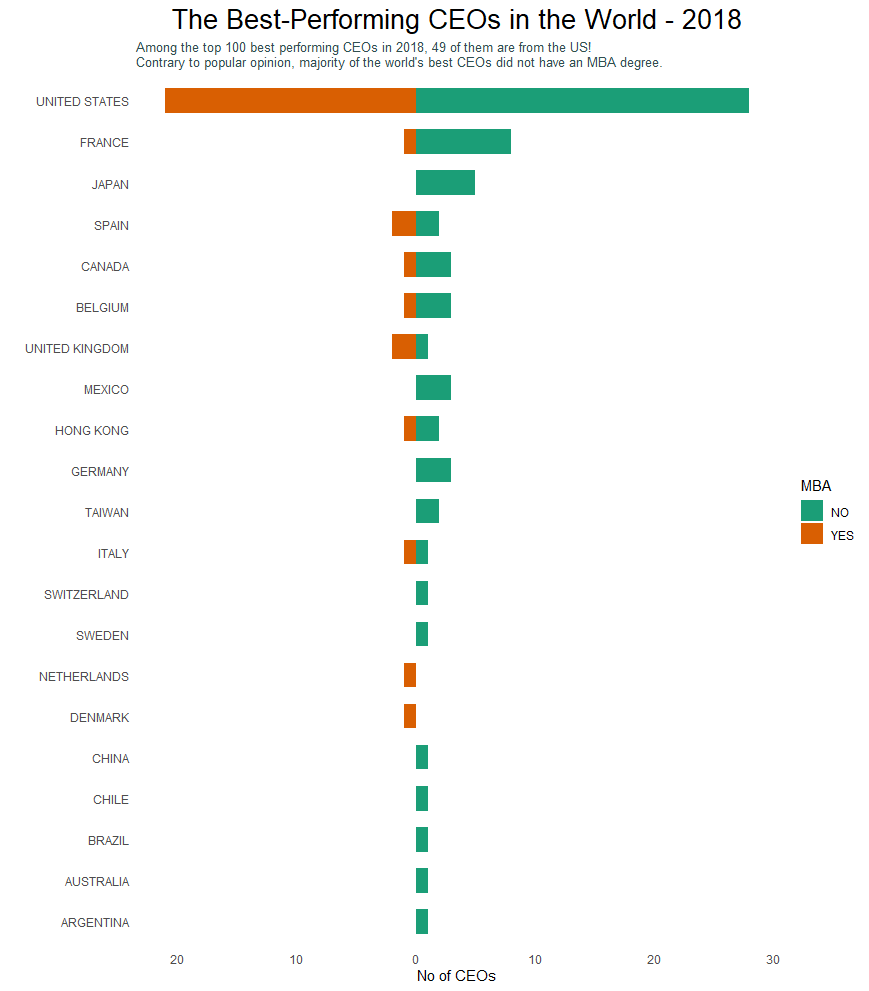 The Best-Performing CEOs in the World - 2018
Among the top 100 best performing CEOs in 2018, 49 of them are from the US!
Contrary to popular opinion, majority of the world's best CEOs did not have an MBA degree.
UNITED STATES
FRANCE
JAPAN
SPAIN
CANADA
BELGIUM
UNITED KINGDOM
MEXICO
HONG KONG
GERMANY
TAIWAN
ITALY
SWITZERLAND
SWEDEN
NETHERLANDS
DENMARK
CHINA
CHILE
BRAZIL
AUSTRALIA
ARGENTINA
MBA
NO
YES
20 10 0 10 20 30
No of CEOs